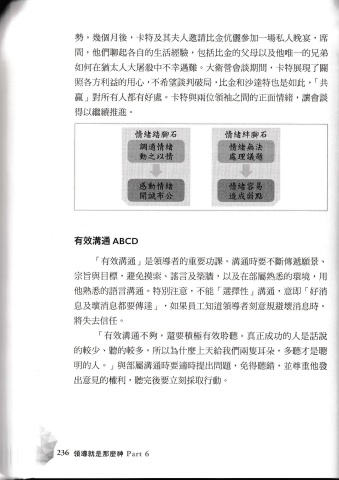 勢，幾個月後，卡特及其夫人邀請比金伉儷參加一場私人晚宴，席
間，他們聊起各自的生活經驗，包括比金的父母以及他唯一的兄弟
如何在猶太人大屠殺中不幸遇難。大衛營會談期間，卡特展現了關
照各方利益的用心，不希望談判破局，比金和沙達特也是如此，「共
贏」對所有人都有好處。卡特與兩位領袖之間的正面情緒，讓會談
得以繼續推進。
情緒踏腳石
調適情緒
動之以情
感動情緒
開誠布公
情緒絆腳石
情緒無法
處理議題
情緒容易
造成弱點
有效溝通 ABCD
「有效溝通」是領導者的重要功課。溝通時要不斷傳遞願景、
宗旨與目標，避免摸索、謠言及築牆，以及在部屬熟悉的環境，用
他熟悉的語言溝通。特別注意，不能「選擇性」溝通，意即「好消
息及壞消息都要傳達」，如果員工知道領導者刻意規避壞消息時，
將失去信任。
「有效溝通不夠，還要積極有效聆聽。真正成功的人是話說
的較少、聽的較多，所以為什麼上天給我們兩隻耳朵，多聽才是聰
明的人。」與部屬溝通時要適時提出問題，免得聽錯，並尊重他發
出意見的權利，聽完後要立刻採取行動。
236 領導就是那麼神 Part 6